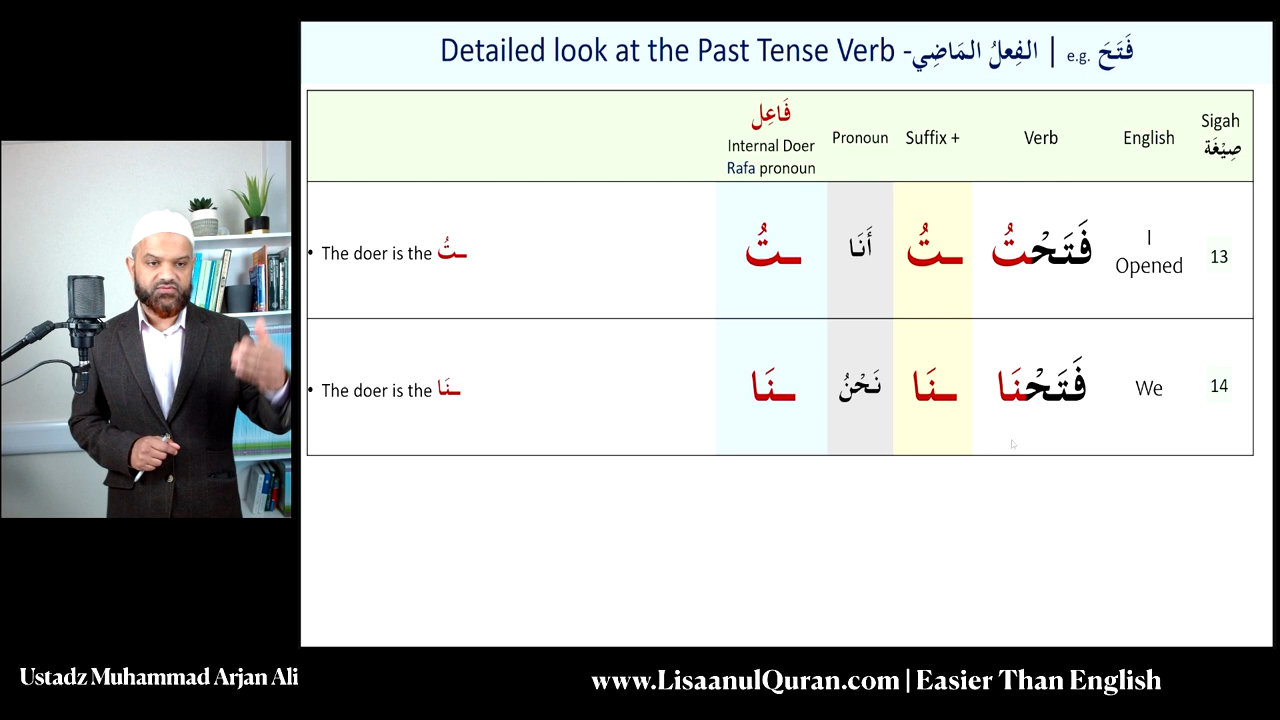 Detailed look at the Past Tense Verb - الفِعلُ المَاضِي | e.g. فَتَحَ
فَاعِل
Internal Doer
Rafa pronoun
Pronoun
Suffix +
Verb
English
Sigah
صِيْغَة
• The doer is the ـتُ
ـتُ
أَنَا
ـتُ
فَتَحْتُ
I
Opened
13
• The doer is the ـنَا
ـنَا
نَحْنُ
ـنَا
فَتَحْنَا
We
14
Ustadz Muhammad Arjan Ali
www.LisaanulQuran.com | Easier Than English